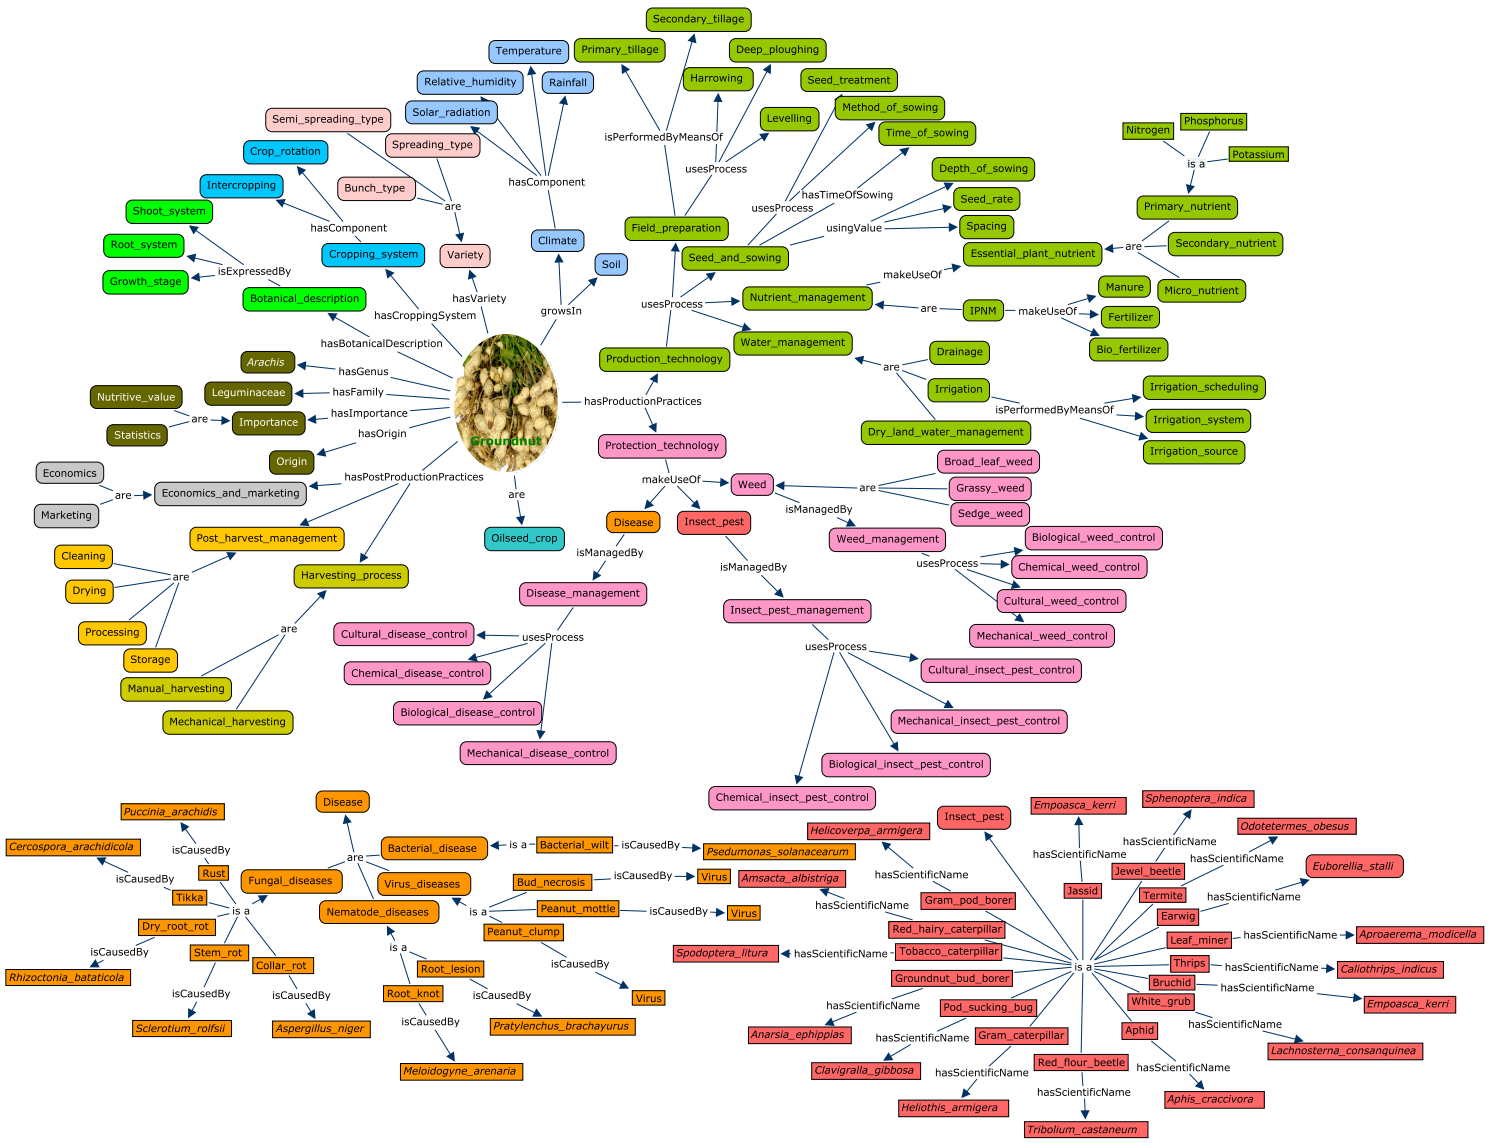 Secondary_tillage
Primary_tillage
Deep_ploughing
Temperature
Harrowing
Seed_treatment
Relative_humidity
Rainfall
Method_of_sowing
Solar_radiation
Levelling
Semi_spreading_type
Time_of_sowing
Nitrogen
Phosphorus
Potassium
is a
isPerformedByMeansOf
Spreading_type
Crop_rotation
usesProcess
Depth_of_sowing
Intercropping
Bunch_type
hasComponent
hasTimeOfSowing
Seed_rate
Primary_nutrient
Shoot_system
are
usesProcess
usingValue
Spacing
hasComponent
Field_preparation
Climate
Root_system
Cropping_system
Variety
Seed_and_sowing
Essential_plant_nutrient
are
Secondary_nutrient
isExpressedBy
Growth_stage
Soil
makeUseOf
Micro_nutrient
Manure
Botanical_description
hasVariety
usesProcess
Nutrient_management
are
IPNM
makeUseOf
Fertilizer
hasCroppingSystem
growsIn
hasBotanicalDescription
Water_management
Bio_fertilizer
Arachis
hasGenus
Production_technology
are
Drainage
Leguminaceae
hasFamily
Irrigation
Irrigation_scheduling
Nutritive_value
hasProductionPractices
isPerformedByMeansOf
are
Importance
hasImportance
Irrigation_system
Statistics
hasOrigin
Groundnut
Dry_land_water_management
Origin
Protection_technology
Irrigation_source
Economics
hasPostProductionPractices
makeUseOf
Broad_leaf_weed
are
Economics_and_marketing
are
Weed
are
Grassy_weed
Marketing
isManagedBy
Sedge_weed
Post_harvest_management
Oilseed_crop
Disease
Insect_pest
Weed_management
Biological_weed_control
Cleaning
isManagedBy
usesProcess
Chemical_weed_control
are
Harvesting_process
isManagedBy
Drying
Disease_management
Cultural_weed_control
Processing
are
Insect_pest_management
Mechanical_weed_control
Cultural_disease_control
usesProcess
usesProcess
Storage
Chemical_disease_control
Cultural_insect_pest_control
Manual_harvesting
Biological_disease_control
Mechanical_insect_pest_control
Mechanical_harvesting
Mechanical_disease_control
Biological_insect_pest_control
Chemical_insect_pest_control
Disease
Puccinia_arachidis
Cercospora_arachidicola
isCausedBy
are
Bacterial_disease
is a
Bacterial_wilt
isCausedBy
Psedumonas_solanacearum
Rust
isCausedBy
Fungal_diseases
Virus_diseases
Bud_necrosis
isCausedBy
Virus
Tikka
is a
Nematode_diseases
is a
Peanut_mottle
isCausedBy
Virus
Dry_root_rot
Peanut_clump
isCausedBy
Stem_rot
is a
isCausedBy
Rhizoctonia_bataticola
Collar_rot
Root_lesion
Root_knot
isCausedBy
isCausedBy
isCausedBy
Virus
Sclerotium_rolfsii
Aspergillus_niger
isCausedBy
Pratylenchus_brachayurus
Meloidogyne_arenaria
Insect_pest
Empoasca_kerri
Sphenoptera_indica
Helicoverpa_armigera
Odotetermes_obesus
hasScientificName
hasScientificName
hasScientificName
Euborellia_stalli
Amsacta_albistriga
hasScientificName
Jassid
Jewel_beetle
hasScientificName
Termite
hasScientificName
Gram_pod_borer
Earwig
Red_hairy_caterpillar
Leaf_miner
hasScientificName
Aproaerema_modicella
Spodoptera_litura
hasScientificName
Tobacco_caterpillar
is a
Thrips
hasScientificName
Caliothrips_indicus
Groundnut_bud_borer
Bruchid
hasScientificName
Empoasca_kerri
hasScientificName
Pod_sucking_bug
White_grub
hasScientificName
Anarsia_ephippias
hasScientificName
Gram_caterpillar
Aphid
Lachnosterna_consanquinea
Clavigralla_gibbosa
hasScientificName
Red_flour_beetle
hasScientificName
Heliothis_armigera
hasScientificName
Aphis_craccivora
Tribolium_castaneum